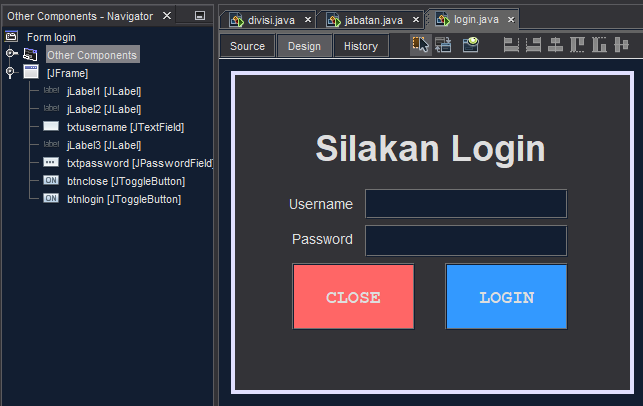 Other Components - Navigator
Form login
Other Components
[JFrame]
label jLabel1 [JLabel]
label jLabel2 [JLabel]
txtusername [JTextField]
label jLabel3 [JLabel]
txtpassword [JPasswordField]
ON btnclose [JToggleButton]
ON btnlogin [JToggleButton]
divisi.java
jabatan.java
login.java
Source Design History
Silakan Login
Username
Password
CLOSE LOGIN